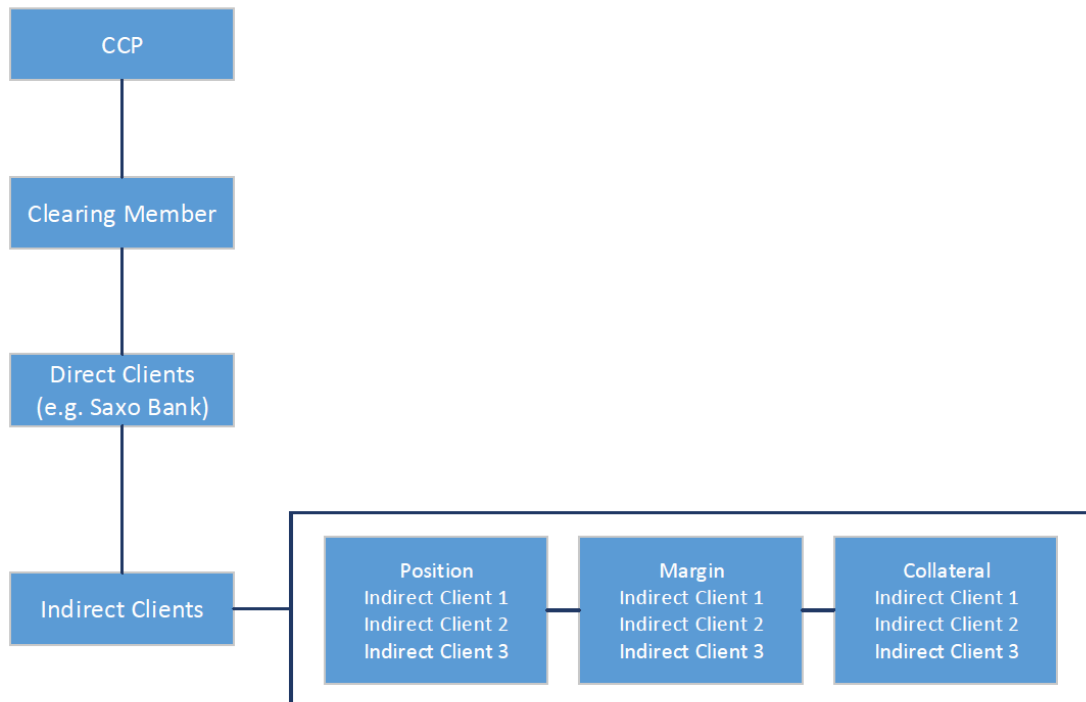 CCP
Clearing Member
Direct Clients
(e.g. Saxo Bank)
Indirect Clients
Position
Indirect Client 1
Indirect Client 2
Indirect Client 3
Margin
Indirect Client 1
Indirect Client 2
Indirect Client 3
Collateral
Indirect Client 1
Indirect Client 2
Indirect Client 3